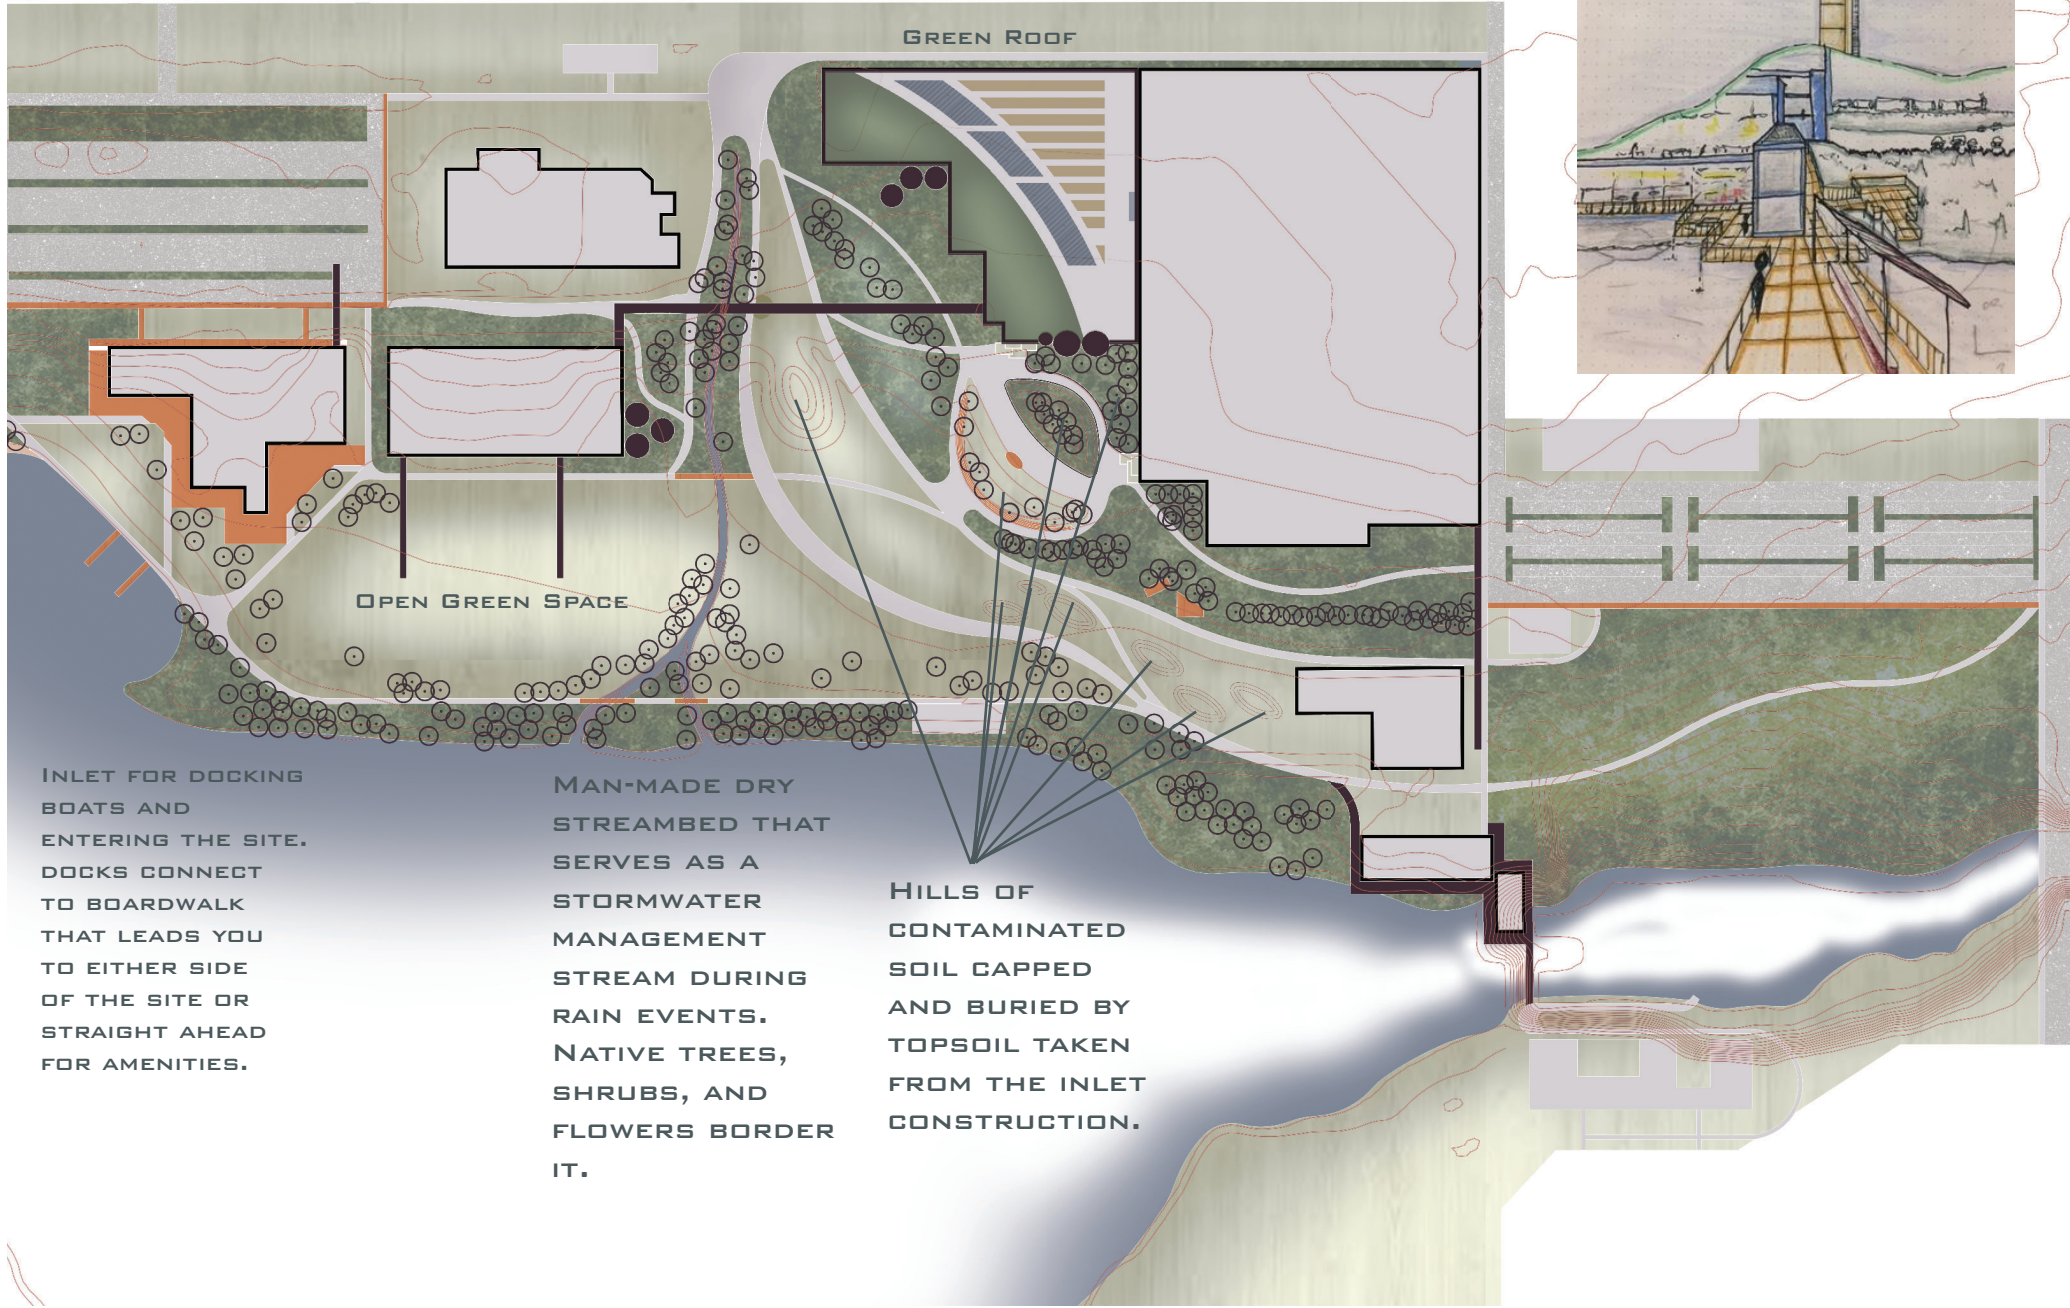 Green Roof
Open Green Space
Inlet for docking
boats and
entering the site.
docks connect
to boardwalk
that leads you
to either side
of the site or
straight ahead
for amenities.
Man-made dry
streambed that
serves as a
stormwater
management
stream during
rain events.
Native trees,
shrubs, and
flowers border
it.
Hills of
contaminated
soil capped
and buried by
topsoil taken
from the inlet
construction.